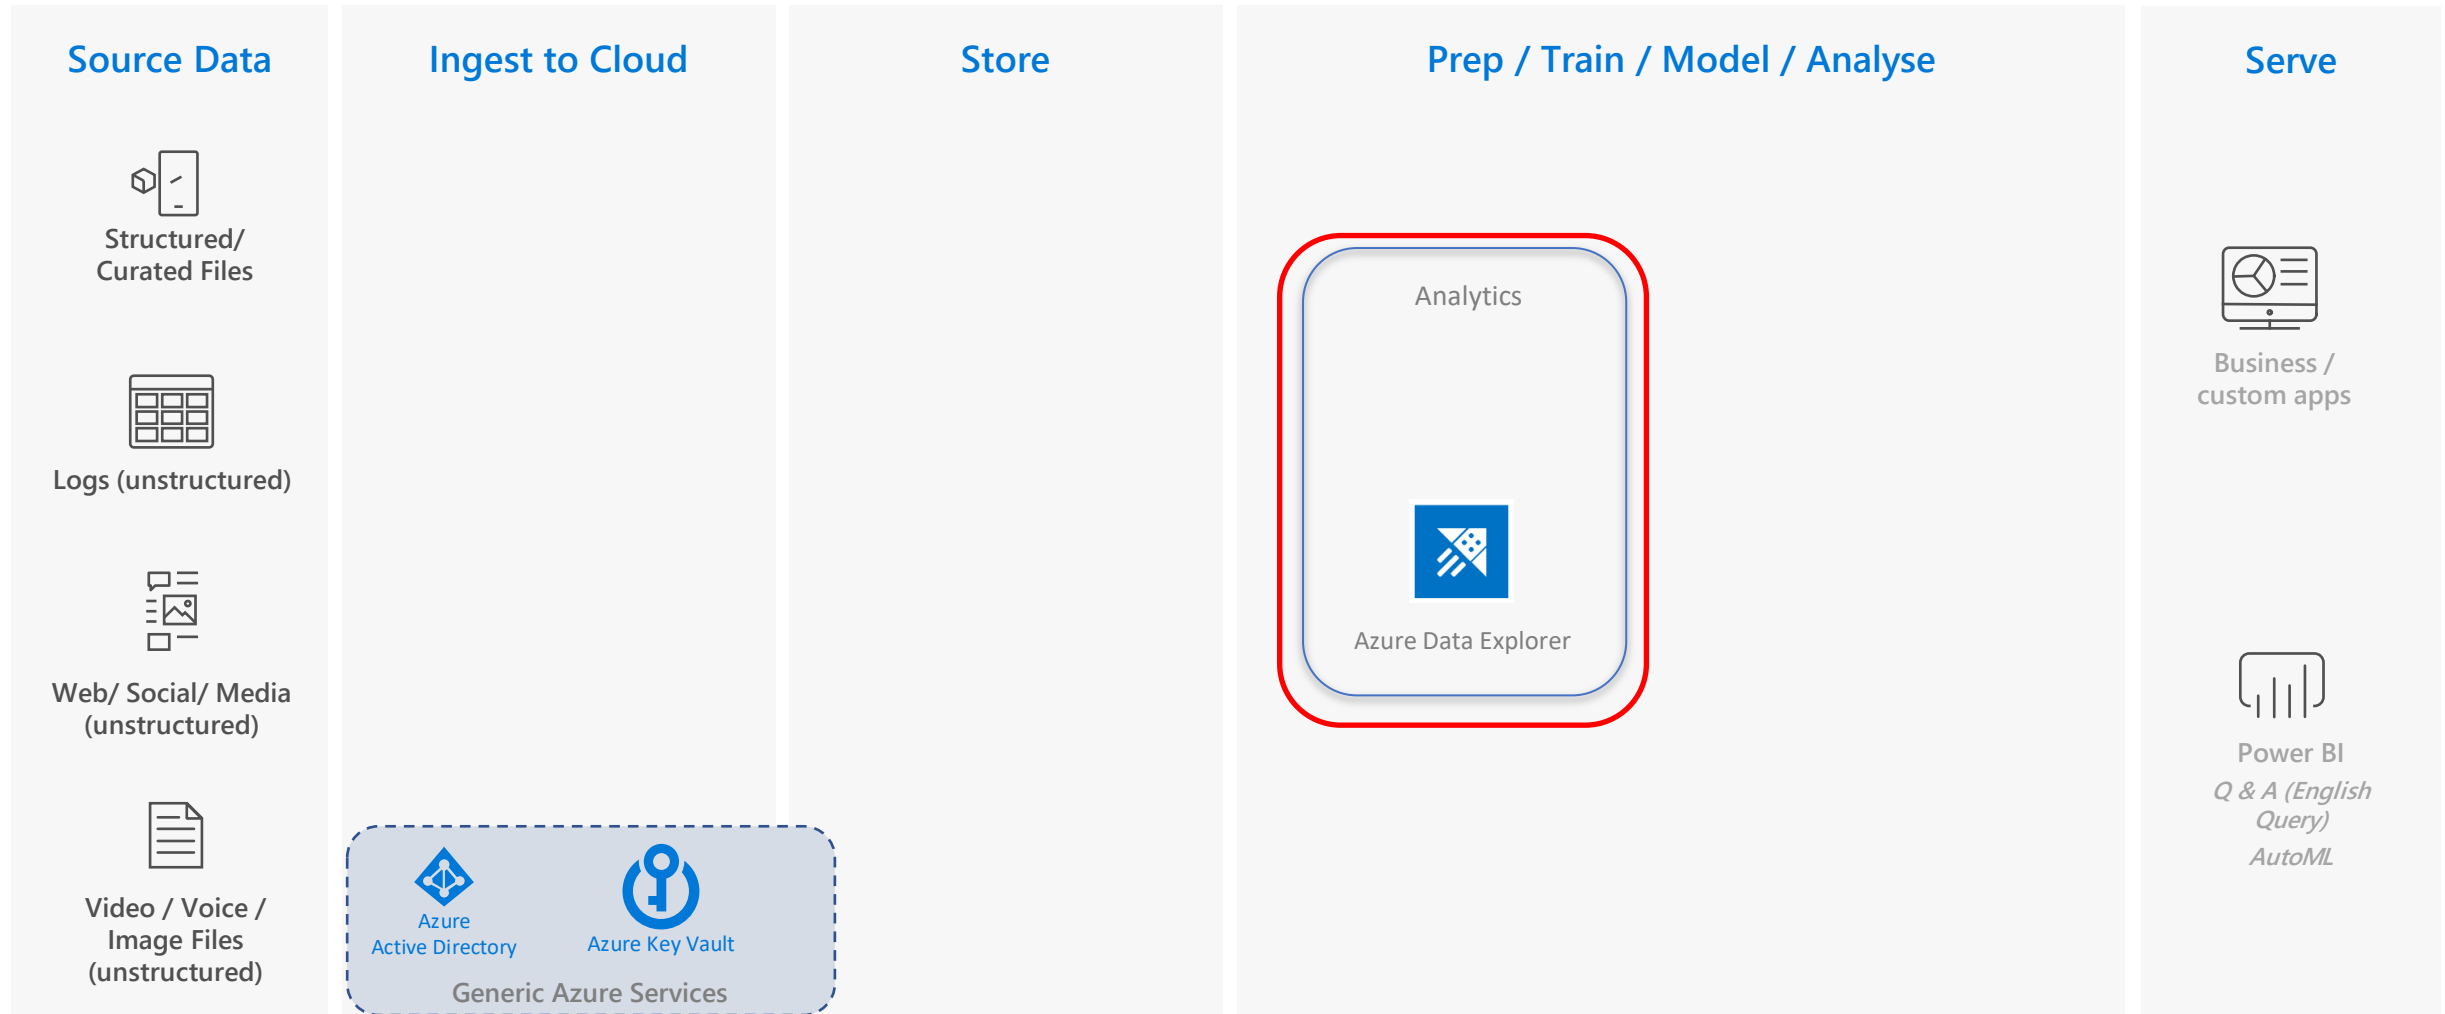 Source Data
Ingest to Cloud
Store
Prep / Train / Model / Analyse
Serve
Structured/
Curated Files
Logs (unstructured)
Web/ Social/ Media
(unstructured)
Video / Voice /
Image Files
(unstructured)
Azure
Active Directory
Azure Key Vault
Generic Azure Services
Analytics
Azure Data Explorer
Business /
custom apps
Power BI
Q & A (English
Query)
AutoML